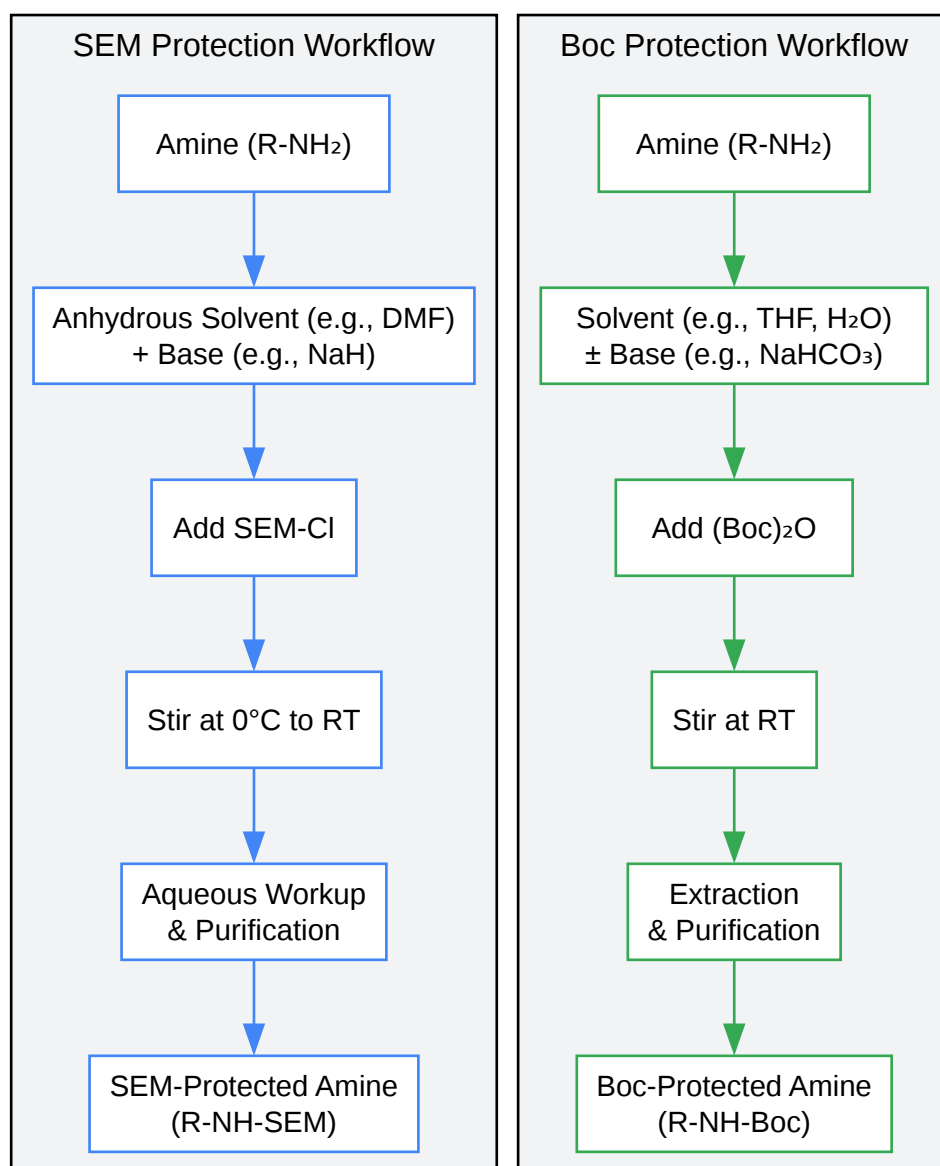 SEM Protection Workflow
Amine (R-NH₂)
Anhydrous Solvent (e.g., DMF)
+ Base (e.g., NaH)
Add SEM-Cl
Stir at 0°C to RT
Aqueous Workup
& Purification
SEM-Protected Amine
(R-NH-SEM)
Boc Protection Workflow
Amine (R-NH₂)
Solvent (e.g., THF, H₂O)
± Base (e.g., NaHCO₃)
Add (Boc)₂O
Stir at RT
Extraction
& Purification
Boc-Protected Amine
(R-NH-Boc)